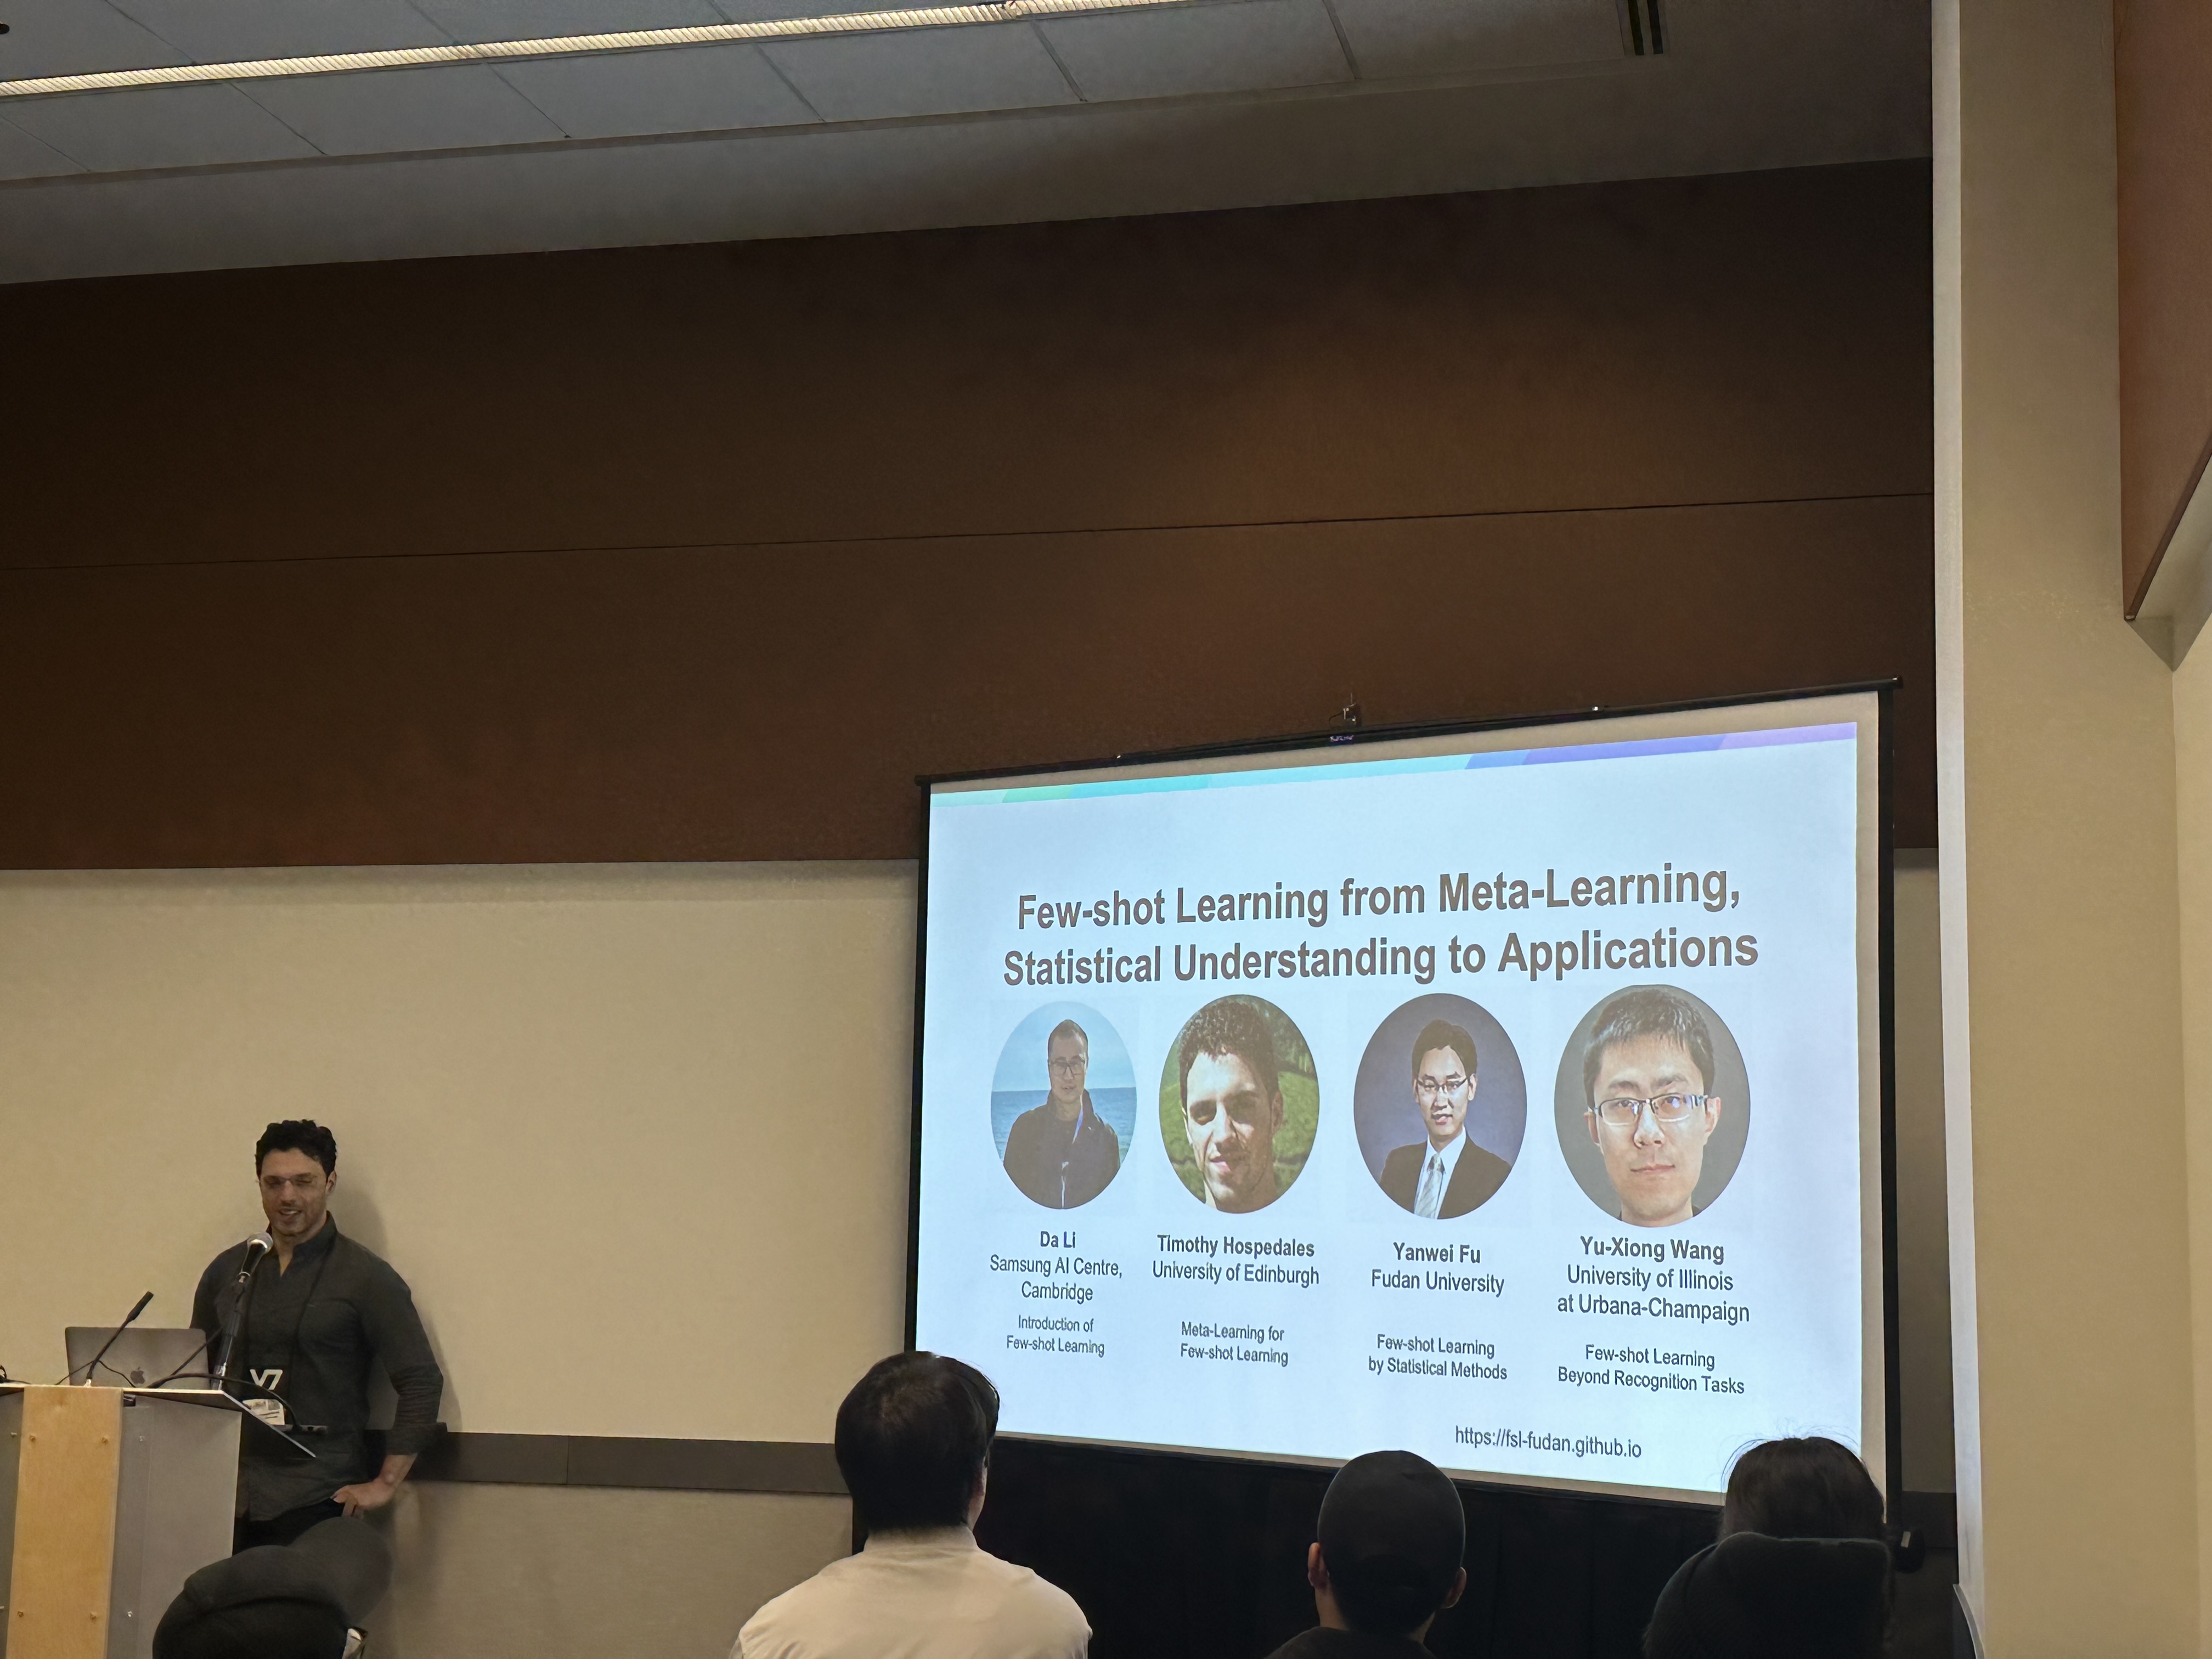 Few-shot Learning from Meta-Learning,
Statistical Understanding to Applications
Da Li
Samsung AI Centre,
Cambridge
Introduction of
Few-shot Learning
Timothy Hospedales
University of Edinburgh
Meta-Learning for
Few-shot Learning
Yanwei Fu
Fudan University
Few-shot Learning
by Statistical Methods
Yu-Xiong Wang
University of Illinois
at Urbana-Champaign
Few-shot Learning
Beyond Recognition Tasks
https://fsl-fudan.github.io